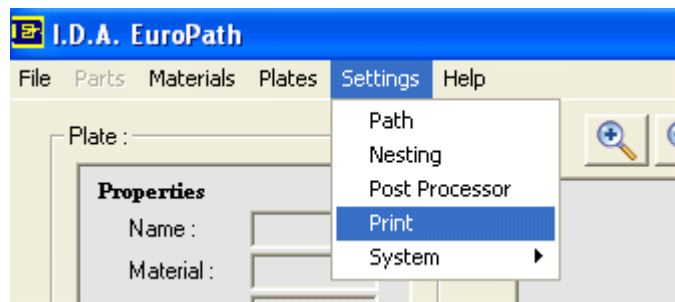 I.D.A. EuroPath
File Parts Materials Plates Settings Help
Path
Nesting
Post Processor
Print
System
Plate :
Properties
Name :
Material :